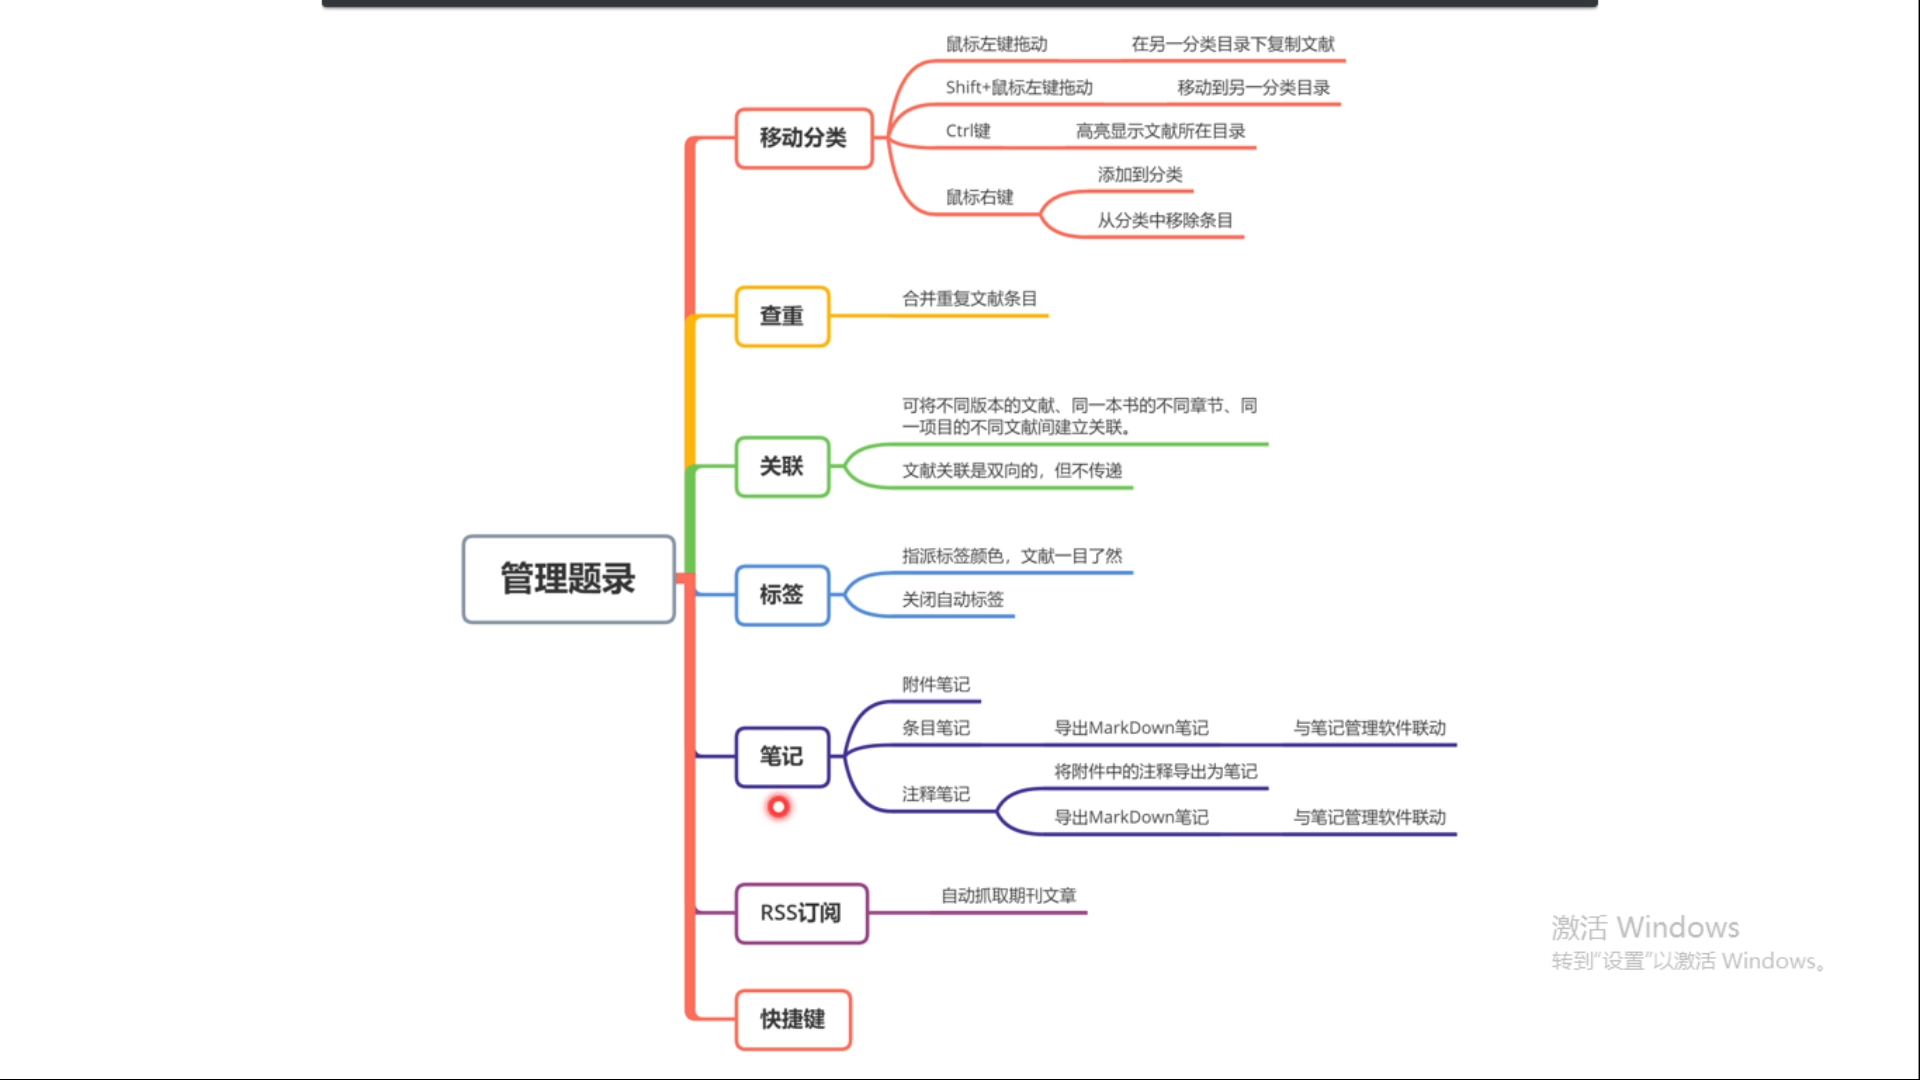 鼠标左键拖动 在另一分类目录下复制文献
Shift+鼠标左键拖动 移动到另一分类目录
移动分类
Ctrl键 高亮显示文献所在目录
添加到分类
鼠标右键
从分类中移除条目
查重
合并重复文献条目
可将不同版本的文献、同一本书的不同章节、同
一项目的不同文献间建立关联。
关联
文献关联是双向的，但不传递
管理题录
指派标签颜色，文献一目了然
标签
关闭自动标签
附件笔记
条目笔记 导出MarkDown笔记 与笔记管理软件联动
笔记
将附件中的注释导出为笔记
注释笔记
导出MarkDown笔记 与笔记管理软件联动
RSS订阅
自动抓取期刊文章
快捷键
激活 Windows
转到“设置”以激活 Windows。